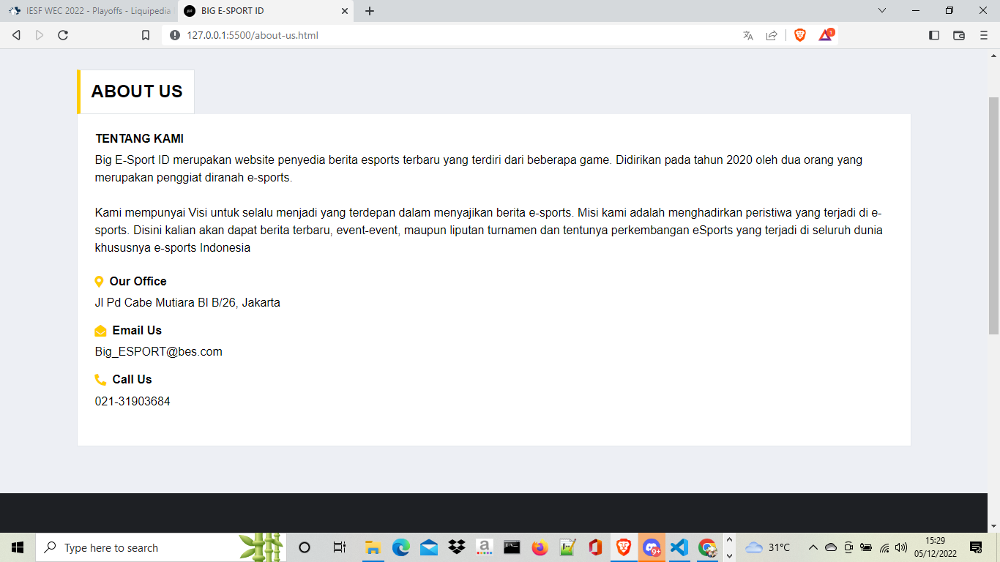 IESF WEC 2022 - Playoffs - Liquipedia
BIG E-SPORT ID
127.0.0.1:5500/about-us.html
1
ABOUT US
TENTANG KAMI
Big E-Sport ID merupakan website penyedia berita esports terbaru yang terdiri dari beberapa game. Didirikan pada tahun 2020 oleh dua orang yang
merupakan penggiat diranah e-sports.
Kami mempunyai Visi untuk selalu menjadi yang terdepan dalam menyajikan berita e-sports. Misi kami adalah menghadirkan peristiwa yang terjadi di e-
sports. Disini kalian akan dapat berita terbaru, event-event, maupun liputan turnamen dan tentunya perkembangan eSports yang terjadi di seluruh dunia
khususnya e-sports Indonesia
Our Office
Jl Pd Cabe Mutiara Bl B/26, Jakarta
Email Us
Big_ESPORT@bes.com
Call Us
021-31903684
Type here to search
9+
31°C
15:29
05/12/2022